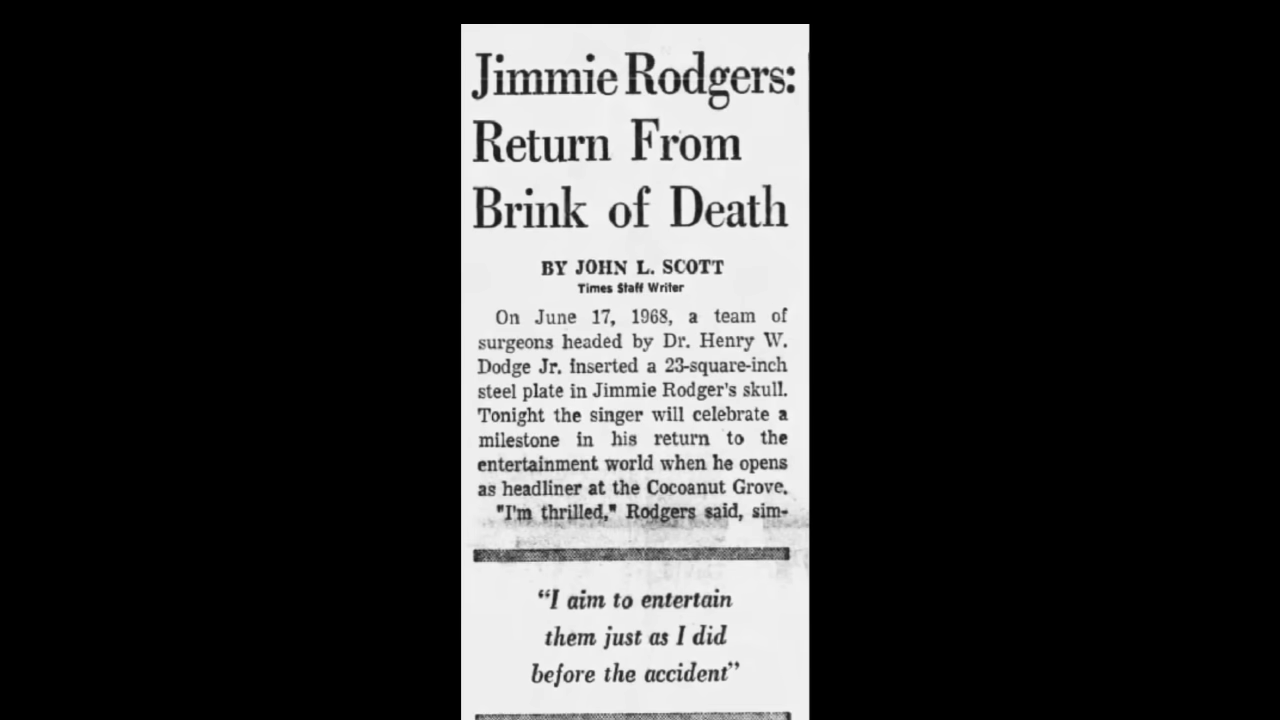 Jimmie Rodgers:
Return From
Brink of Death
BY JOHN L. SCOTT
Times Staff Writer
On June 17, 1968, a team of
surgeons headed by Dr. Henry W.
Dodge Jr. inserted a 23-square-inch
steel plate in Jimmie Rodger's skull.
Tonight the singer will celebrate a
milestone in his return to the
entertainment world when he opens
as headliner at the Cocoanut Grove.
"I'm thrilled," Rodgers said, sim-
“I aim to entertain
them just as I did
before the accident”